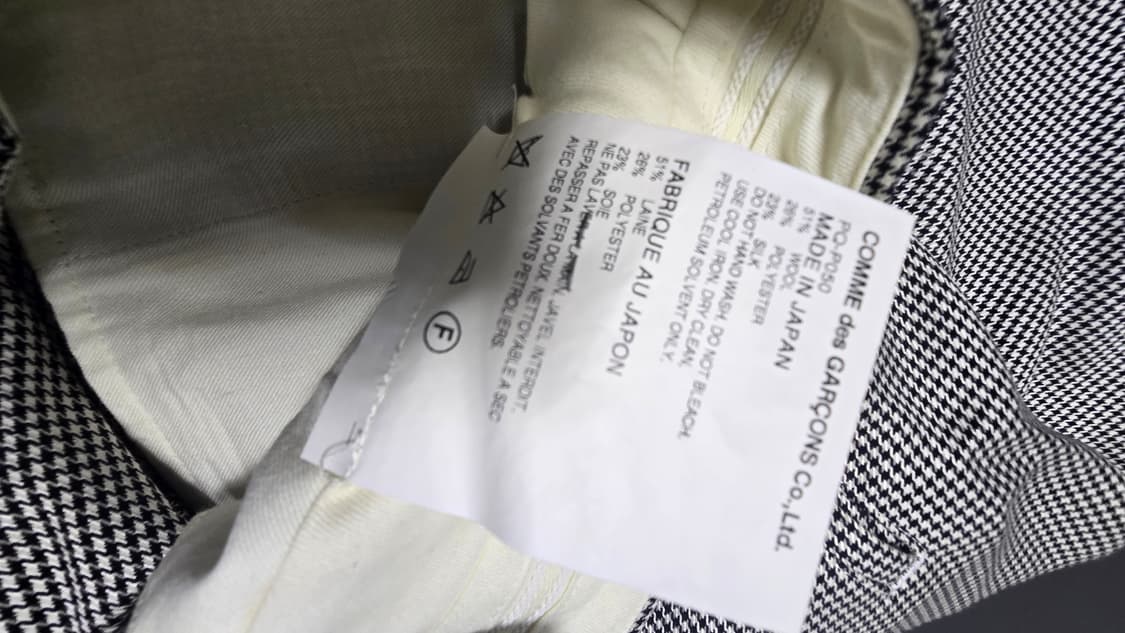 COMME des GARÇONS Co.,Ltd.
PO-P030
MADE IN JAPAN
51% WOOL
26% POLYESTER
23% SILK
DO NOT HAND WASH, DO NOT BLEACH,
USE COOL IRON, DRY CLEAN,
PETROLEUM SOLVENT ONLY.
FABRIQUE AU JAPON
51% LAINE
26% POLYESTER
23% SOIE
NE PAS LAVER JAVEL INTERDIT,
REPASSER A FER DOUX, NETTOYABLE A SEC
AVEC DES SOLVANTS PETROLIERS.
F